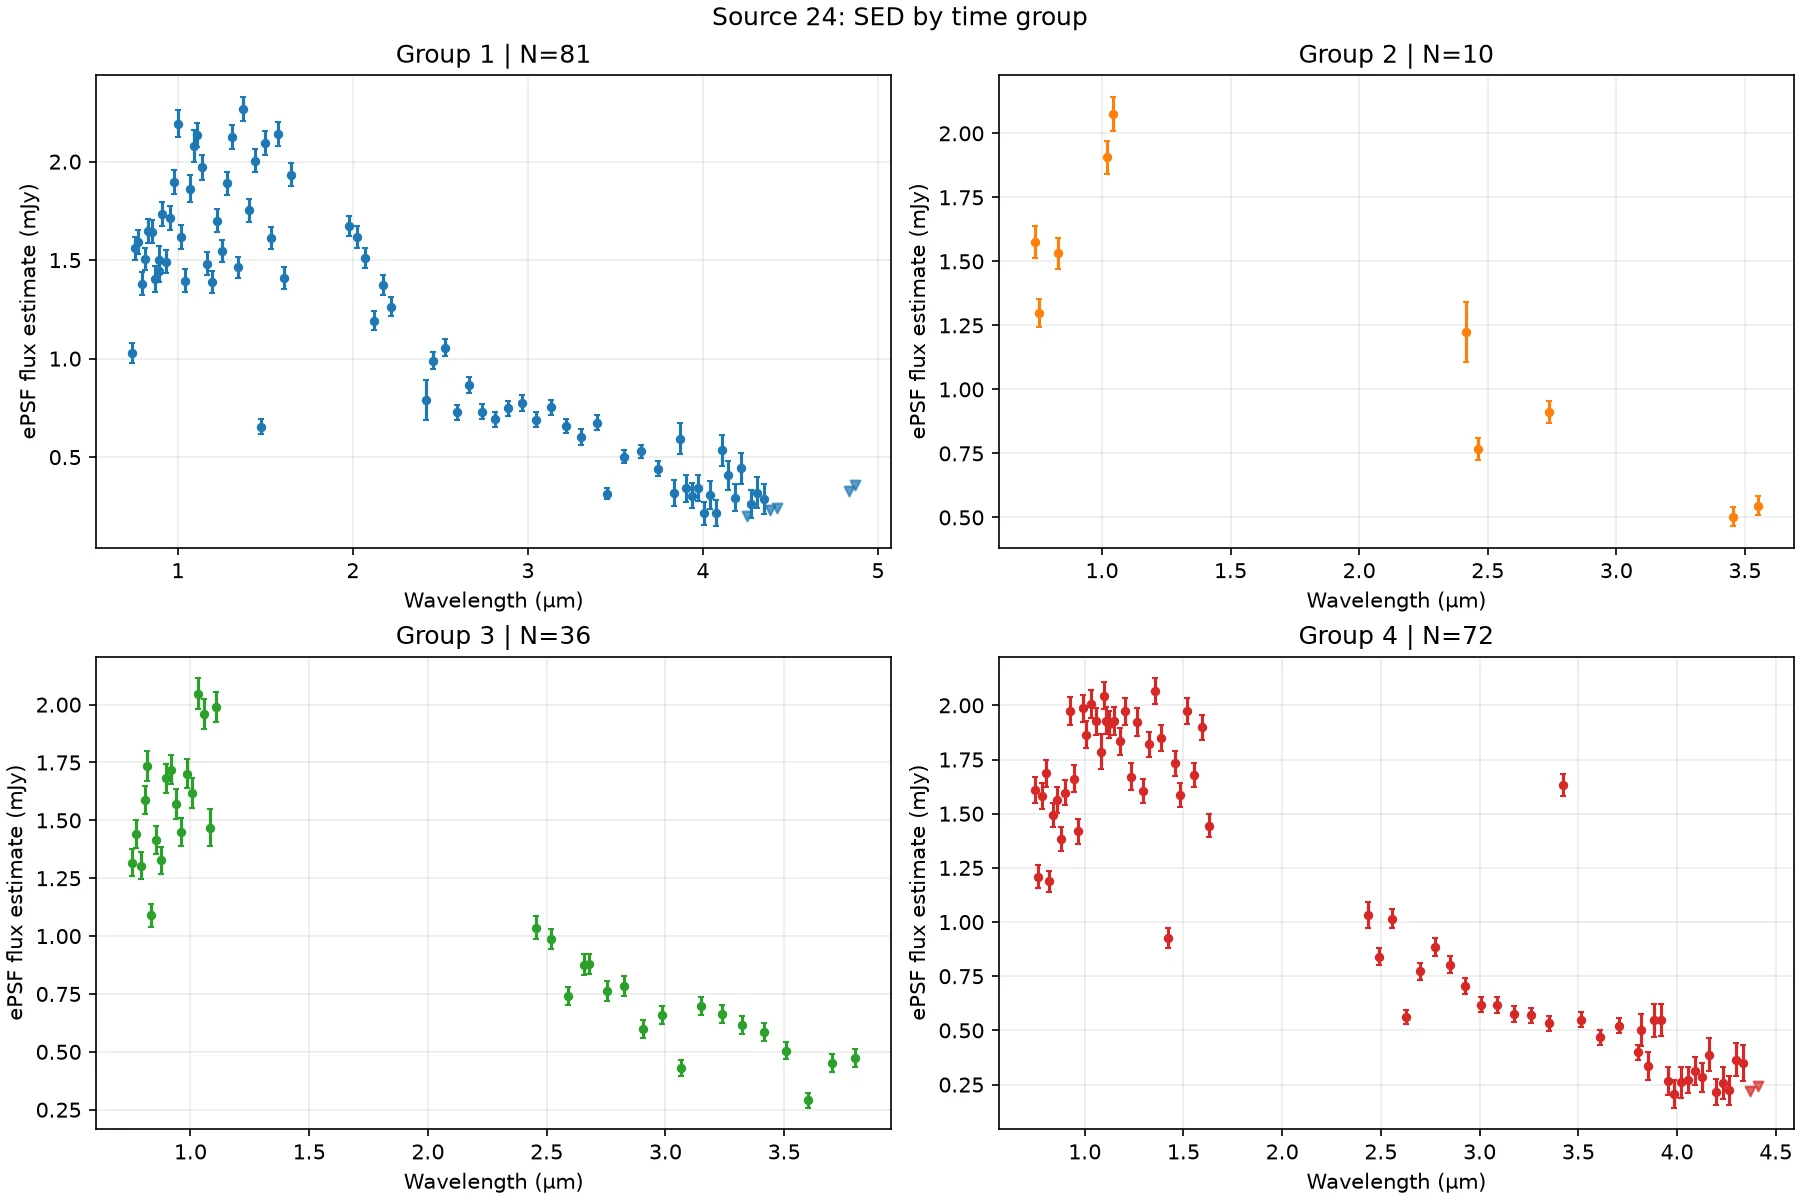 Source 24: SED by time group
Group 1 | N=81
ePSF flux estimate (mJy)
2.0
1.5
1.0
0.5
1 2 3 4 5
Wavelength (μm)
Group 2 | N=10
ePSF flux estimate (mJy)
2.00
1.75
1.50
1.25
1.00
0.75
0.50
1.0 1.5 2.0 2.5 3.0 3.5
Wavelength (μm)
Group 3 | N=36
ePSF flux estimate (mJy)
2.00
1.75
1.50
1.25
1.00
0.75
0.50
0.25
1.0 1.5 2.0 2.5 3.0 3.5
Wavelength (μm)
Group 4 | N=72
ePSF flux estimate (mJy)
2.00
1.75
1.50
1.25
1.00
0.75
0.50
0.25
1.0 1.5 2.0 2.5 3.0 3.5 4.0 4.5
Wavelength (μm)